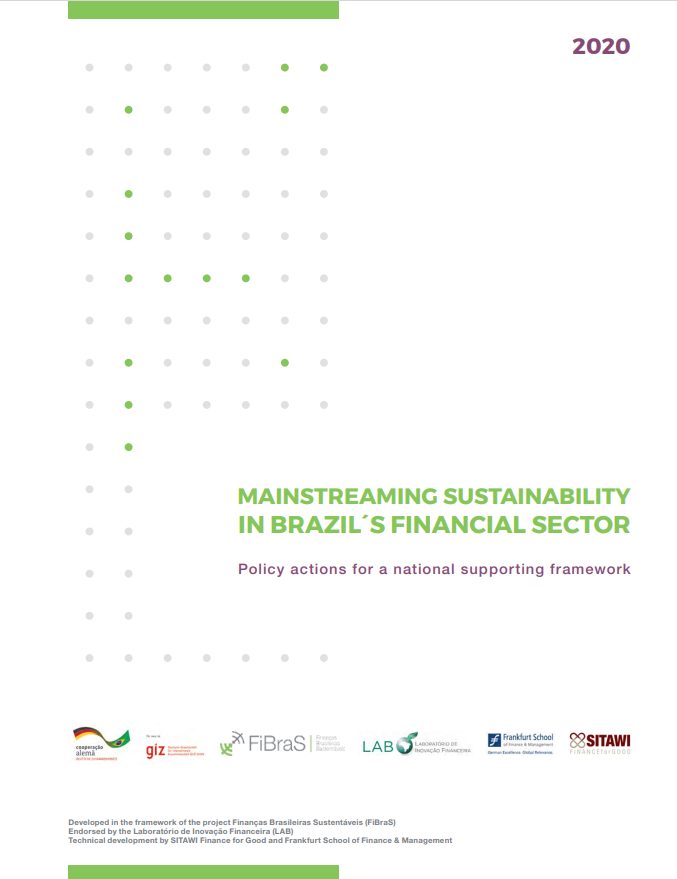 2020
MAINSTREAMING SUSTAINABILITY
IN BRAZIL´S FINANCIAL SECTOR
Policy actions for a national supporting framework
cooperação
alemã
DEUTSCHE ZUSAMMENARBEIT
giz
FiBraS
Finanças
Brasileiras
Sustentáveis
LAB
LABORATÓRIO DE
INOVAÇÃO FINANCEIRA
Frankfurt School
of Finance & Management
German Excellence. Global Relevance.
SITAWI
FINANCE for GOOD
Developed in the framework of the project Finanças Brasileiras Sustentáveis (FiBraS)
Endorsed by the Laboratório de Inovação Financeira (LAB)
Technical development by SITAWI Finance for Good and Frankfurt School of Finance & Management